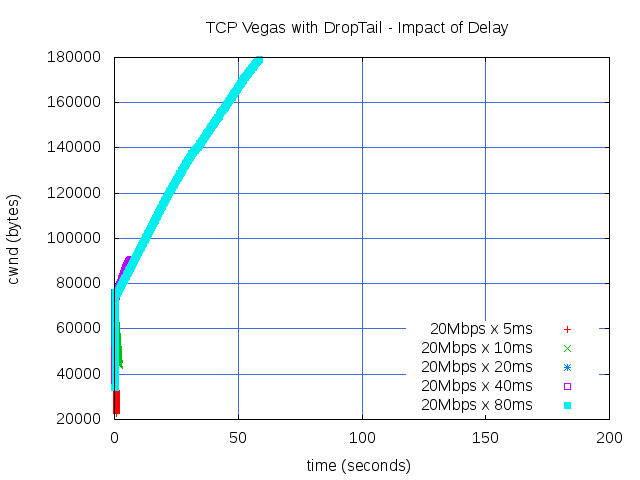 TCP Vegas with DropTail - Impact of Delay
180000
160000
140000
120000
100000
80000
60000
40000
20000
cwnd (bytes)
20Mbps x 5ms
20Mbps x 10ms
20Mbps x 20ms
20Mbps x 40ms
20Mbps x 80ms
0 50 100 150 200
time (seconds)